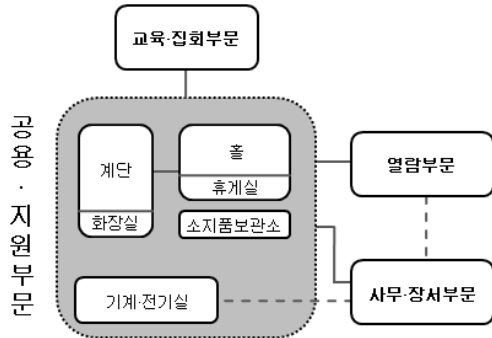 교육·집회부문
공용·지원부문
계단
화장실
홀
휴게실
소지품보관소
기계·전기실
열람부문
사무·장서부문